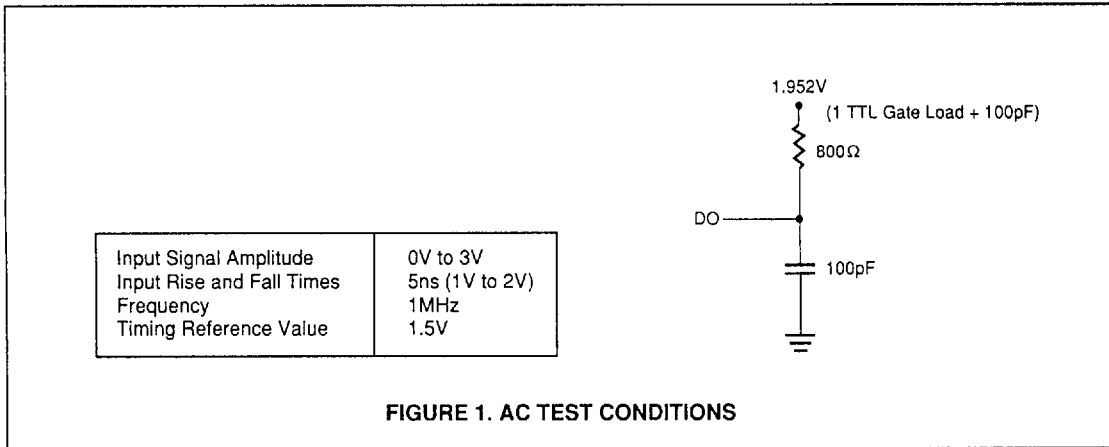 1.952V
(1 TTL Gate Load + 100pF)
800Ω
DO
100pF
Input Signal Amplitude 0V to 3V
Input Rise and Fall Times 5ns (1V to 2V)
Frequency 1MHz
Timing Reference Value 1.5V
FIGURE 1. AC TEST CONDITIONS